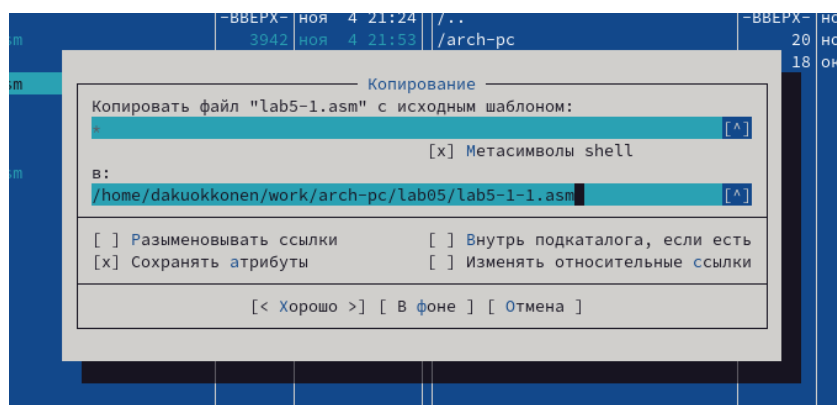 -ВВЕРХ- ноя 4 21:24 /.. -ВВЕРХ- но
sm 3942 ноя 4 21:53 /arch-pc 20 но
18 ок
sm
Копирование
Копировать файл "lab5-1.asm" с исходным шаблоном:
* [^]
[x] Метасимволы shell
sm в:
/home/dakuokkonen/work/arch-pc/lab05/lab5-1-1.asm [^]
[ ] Разыменовывать ссылки [ ] Внутрь подкаталога, если есть
[x] Сохранять атрибуты [ ] Изменять относительные ссылки
[< Хорошо >] [ В фоне ] [ Отмена ]